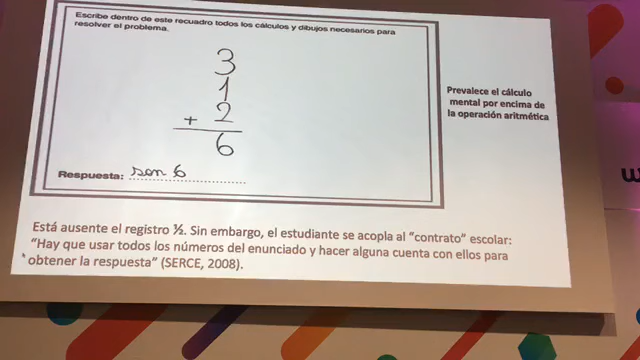 Escribe dentro de este recuadro todos los cálculos y dibujos necesarios para
resolver el problema.
3
1
+ 2
6
Respuesta: son 6
Prevalece el cálculo
mental por encima de
la operación aritmética
Está ausente el registro ½. Sin embargo, el estudiante se acopla al "contrato" escolar:
"Hay que usar todos los números del enunciado y hacer alguna cuenta con ellos para
obtener la respuesta" (SERCE, 2008).